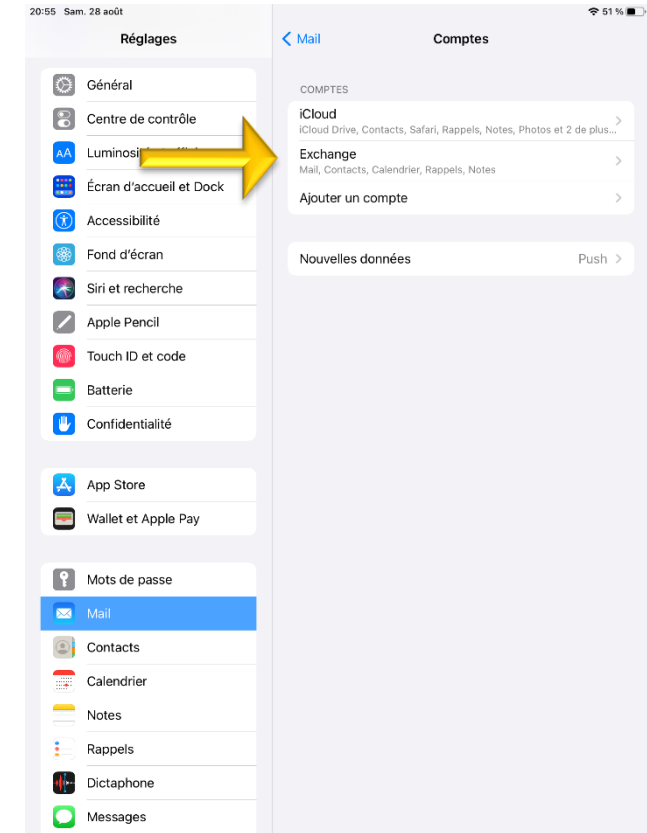 20:55 Sam. 28 août
51 %
Réglages
Général
Centre de contrôle
Écran d'accueil et Dock
Accessibilité
Fond d'écran
Siri et recherche
Apple Pencil
Touch ID et code
Batterie
Confidentialité
App Store
Wallet et Apple Pay
Mots de passe
Mail
Contacts
Calendrier
Notes
Rappels
Dictaphone
Messages
Mail
Comptes
COMPTES
iCloud
iCloud Drive, Contacts, Safari, Rappels, Notes, Photos et 2 de plus...
Exchange
Mail, Contacts, Calendrier, Rappels, Notes
Ajouter un compte
Nouvelles données Push